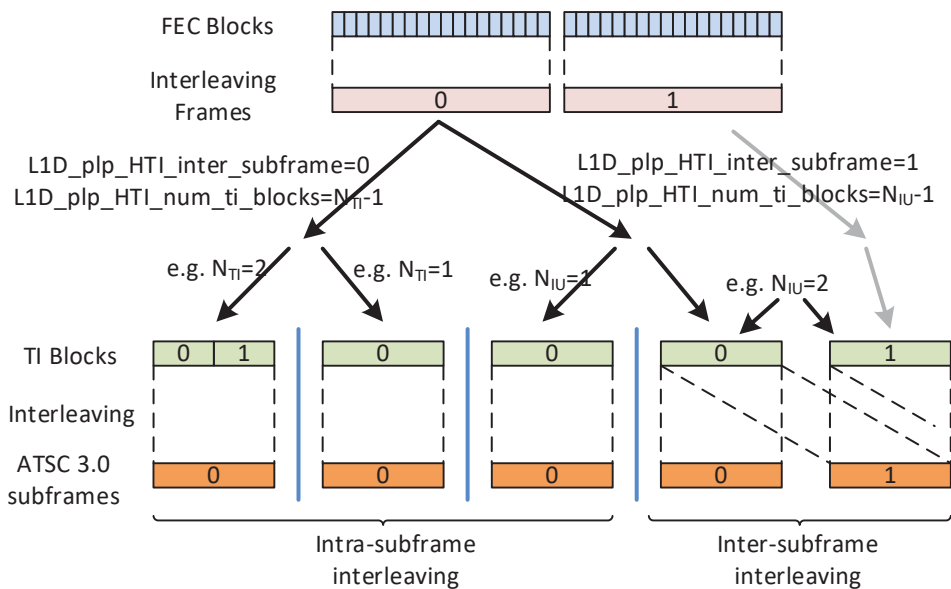 FEC Blocks
Interleaving
Frames
0
1
L1D_plp_HTI_inter_subframe=0
L1D_plp_HTI_num_ti_blocks=NTI-1
L1D_plp_HTI_inter_subframe=1
L1D_plp_HTI_num_ti_blocks=NIU-1
e.g. NTI=2
e.g. NTI=1
e.g. NIU=1
e.g. NIU=2
TI Blocks
0 1
0
0
0
1
Interleaving
ATSC 3.0
subframes
0
0
0
0
1
Intra-subframe
interleaving
Inter-subframe
interleaving